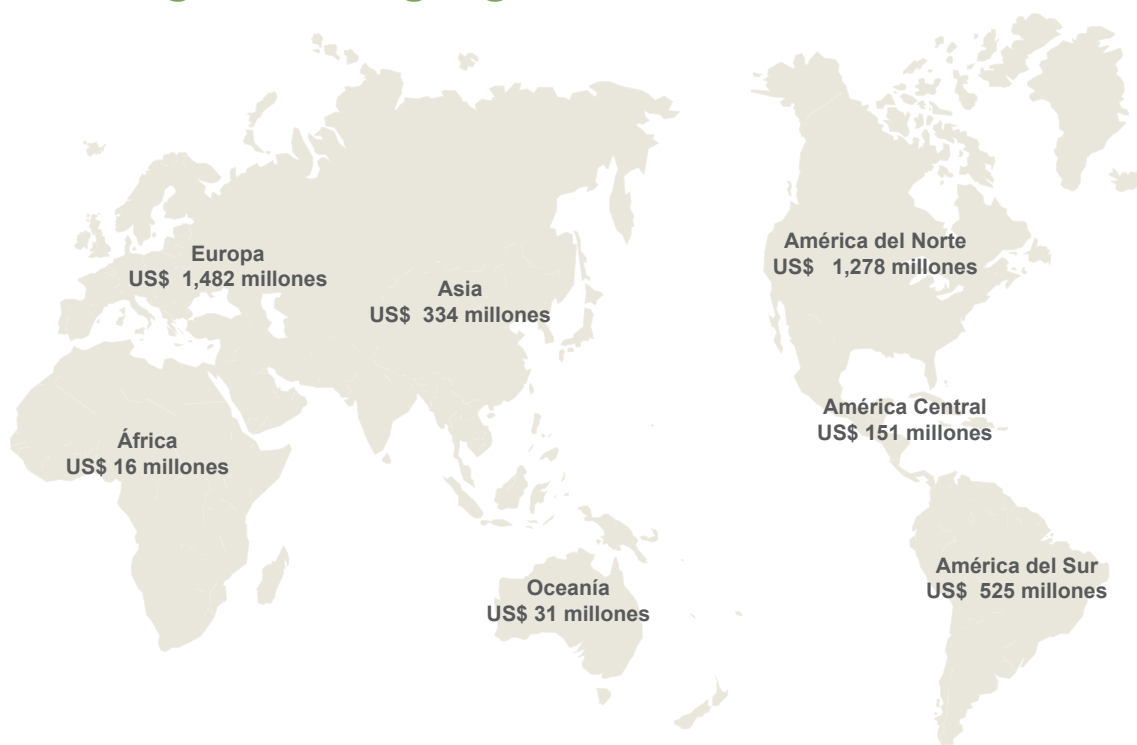 Europa
US$ 1,482 millones
Asia
US$ 334 millones
América del Norte
US$ 1,278 millones
América Central
US$ 151 millones
África
US$ 16 millones
América del Sur
US$ 525 millones
Oceanía
US$ 31 millones